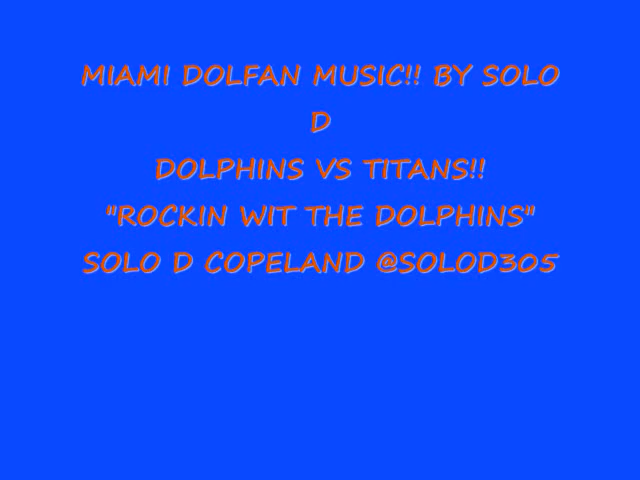 MIAMI DOLFAN MUSIC!! BY SOLO
D
DOLPHINS VS TITANS!!
"ROCKIN WIT THE DOLPHINS"
SOLO D COPELAND @SOLOD305